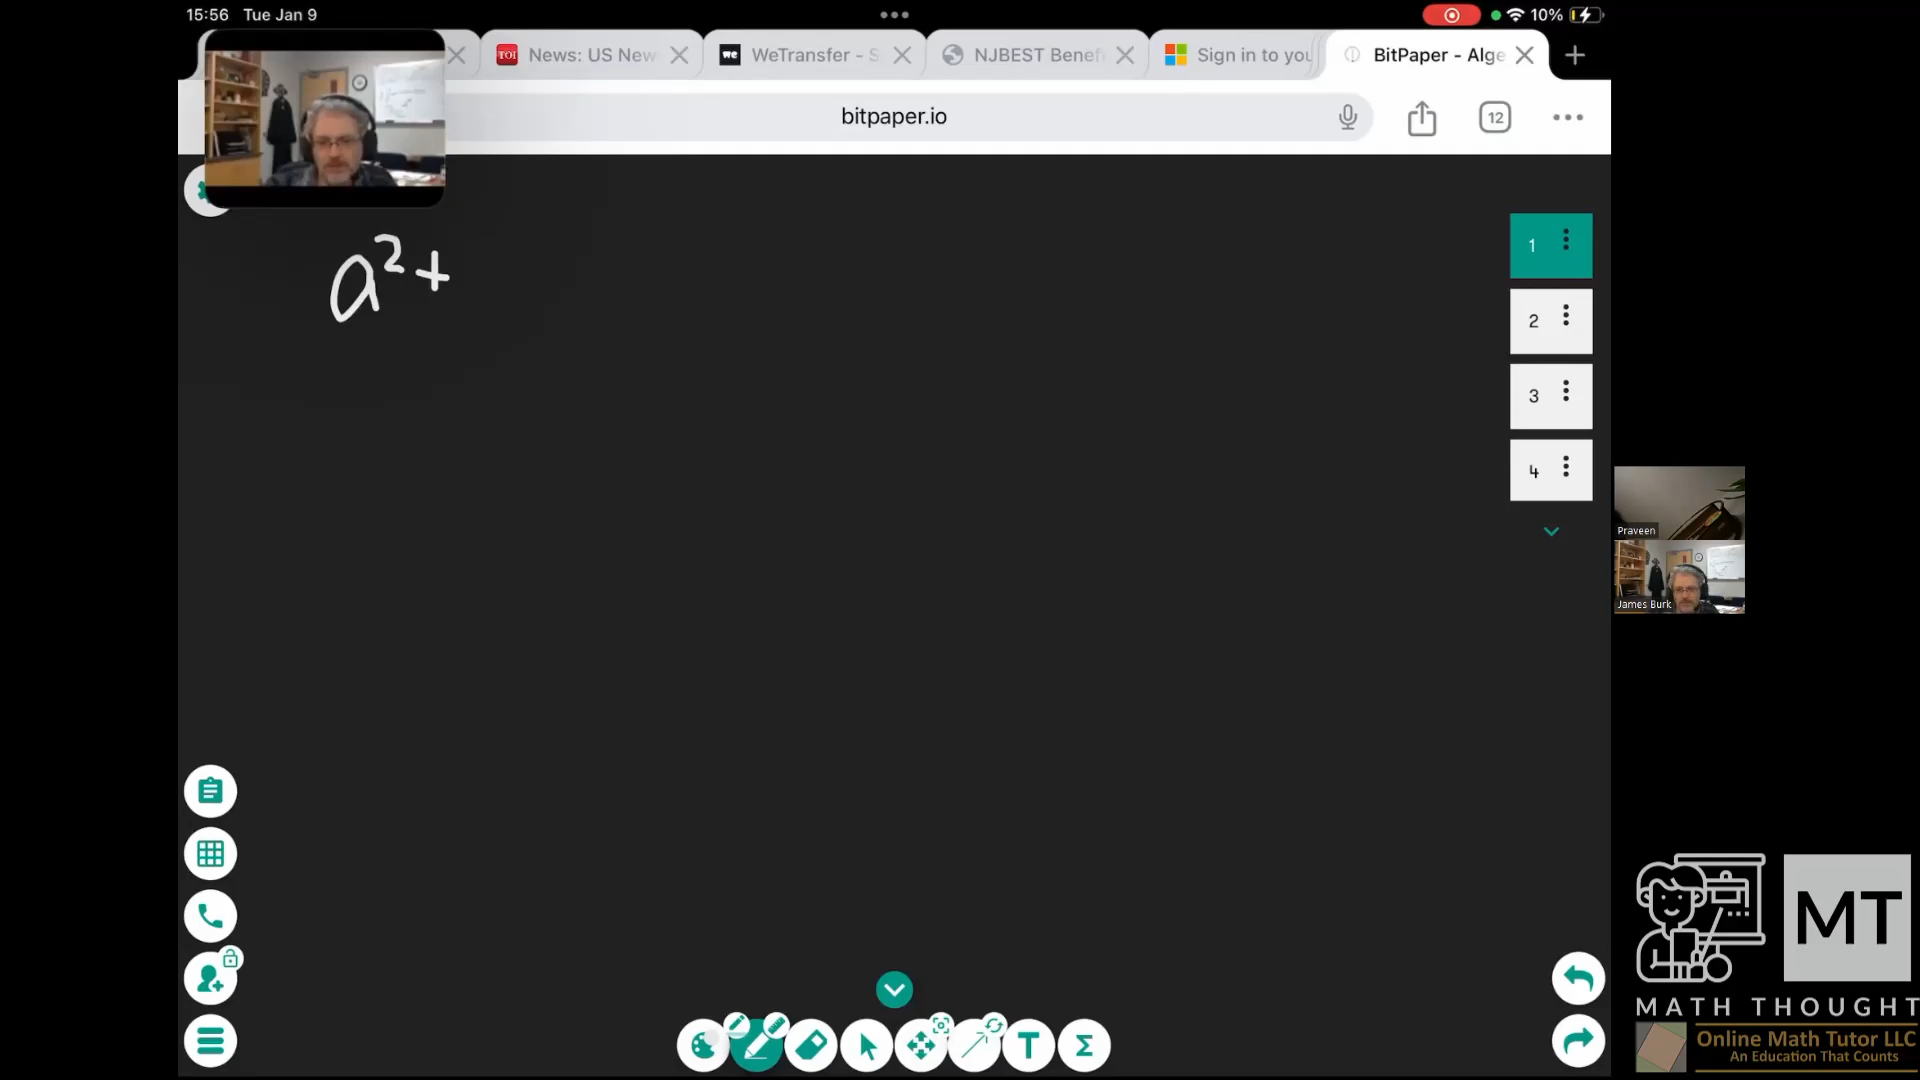 15:56 Tue Jan 9 10%
TOI News: US New we WeTransfer - S NJBEST Benef Sign in to you BitPaper - Alge
bitpaper.io 12
a²+
1
2
3
4
Praveen
James Burk
T Σ
MT
MATH THOUGHT
Online Math Tutor LLC
An Education That Counts